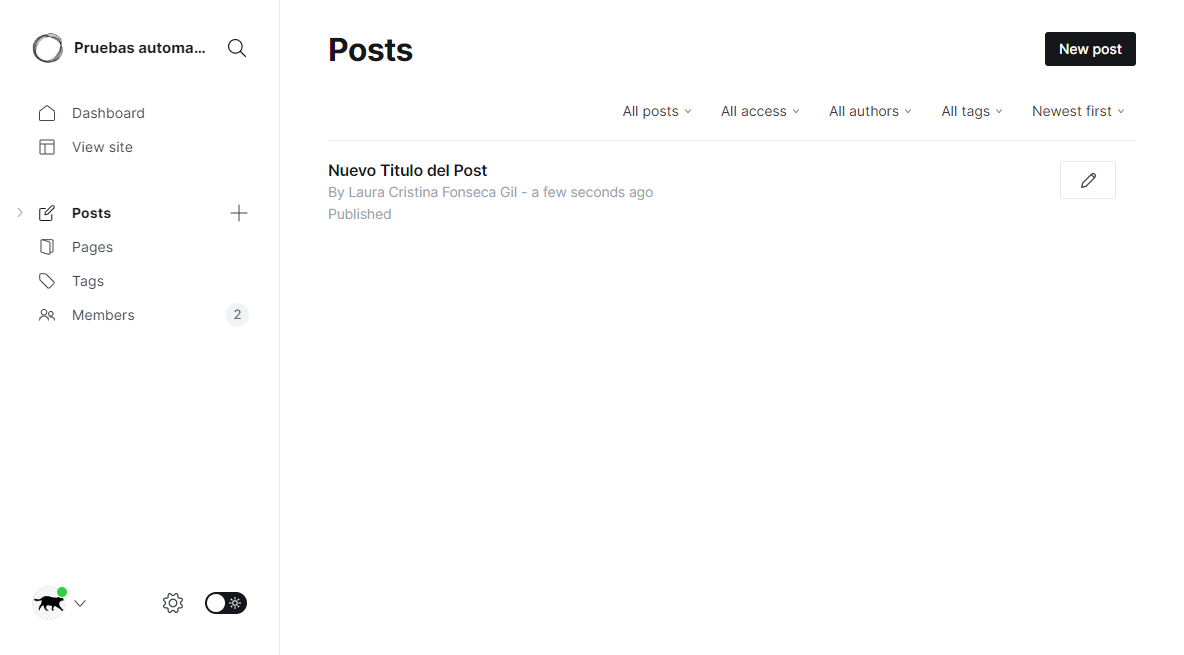 Pruebas automa...
Dashboard
View site
Posts
Pages
Tags
Members
2
Posts
New post
All posts
All access
All authors
All tags
Newest first
Nuevo Titulo del Post
By Laura Cristina Fonseca Gil - a few seconds ago
Published